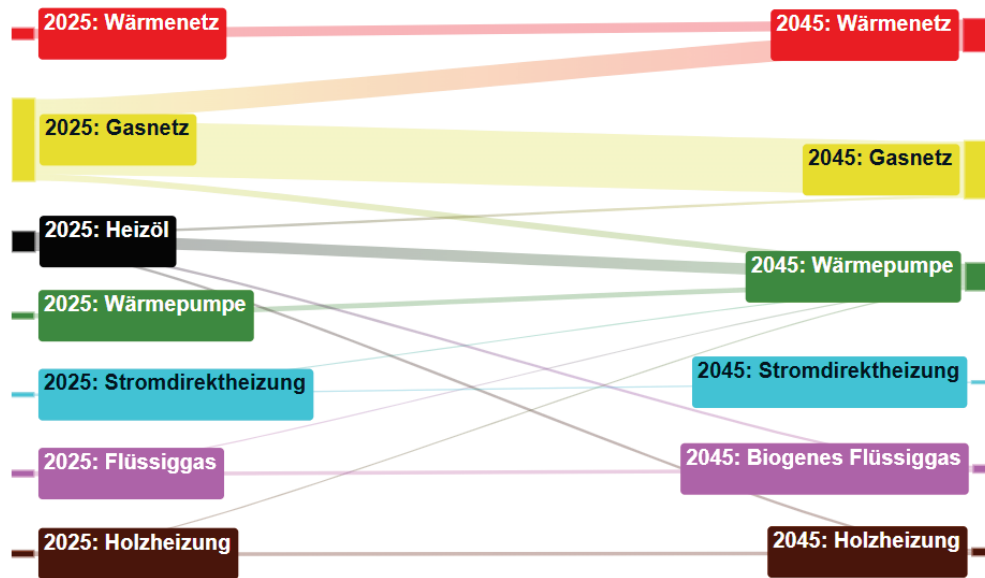 2025: Wärmenetz
2045: Wärmenetz
2025: Gasnetz
2045: Gasnetz
2025: Heizöl
2045: Wärmepumpe
2025: Wärmepumpe
2045: Stromdirektheizung
2025: Stromdirektheizung
2045: Biogenes Flüssiggas
2025: Flüssiggas
2045: Holzheizung
2025: Holzheizung